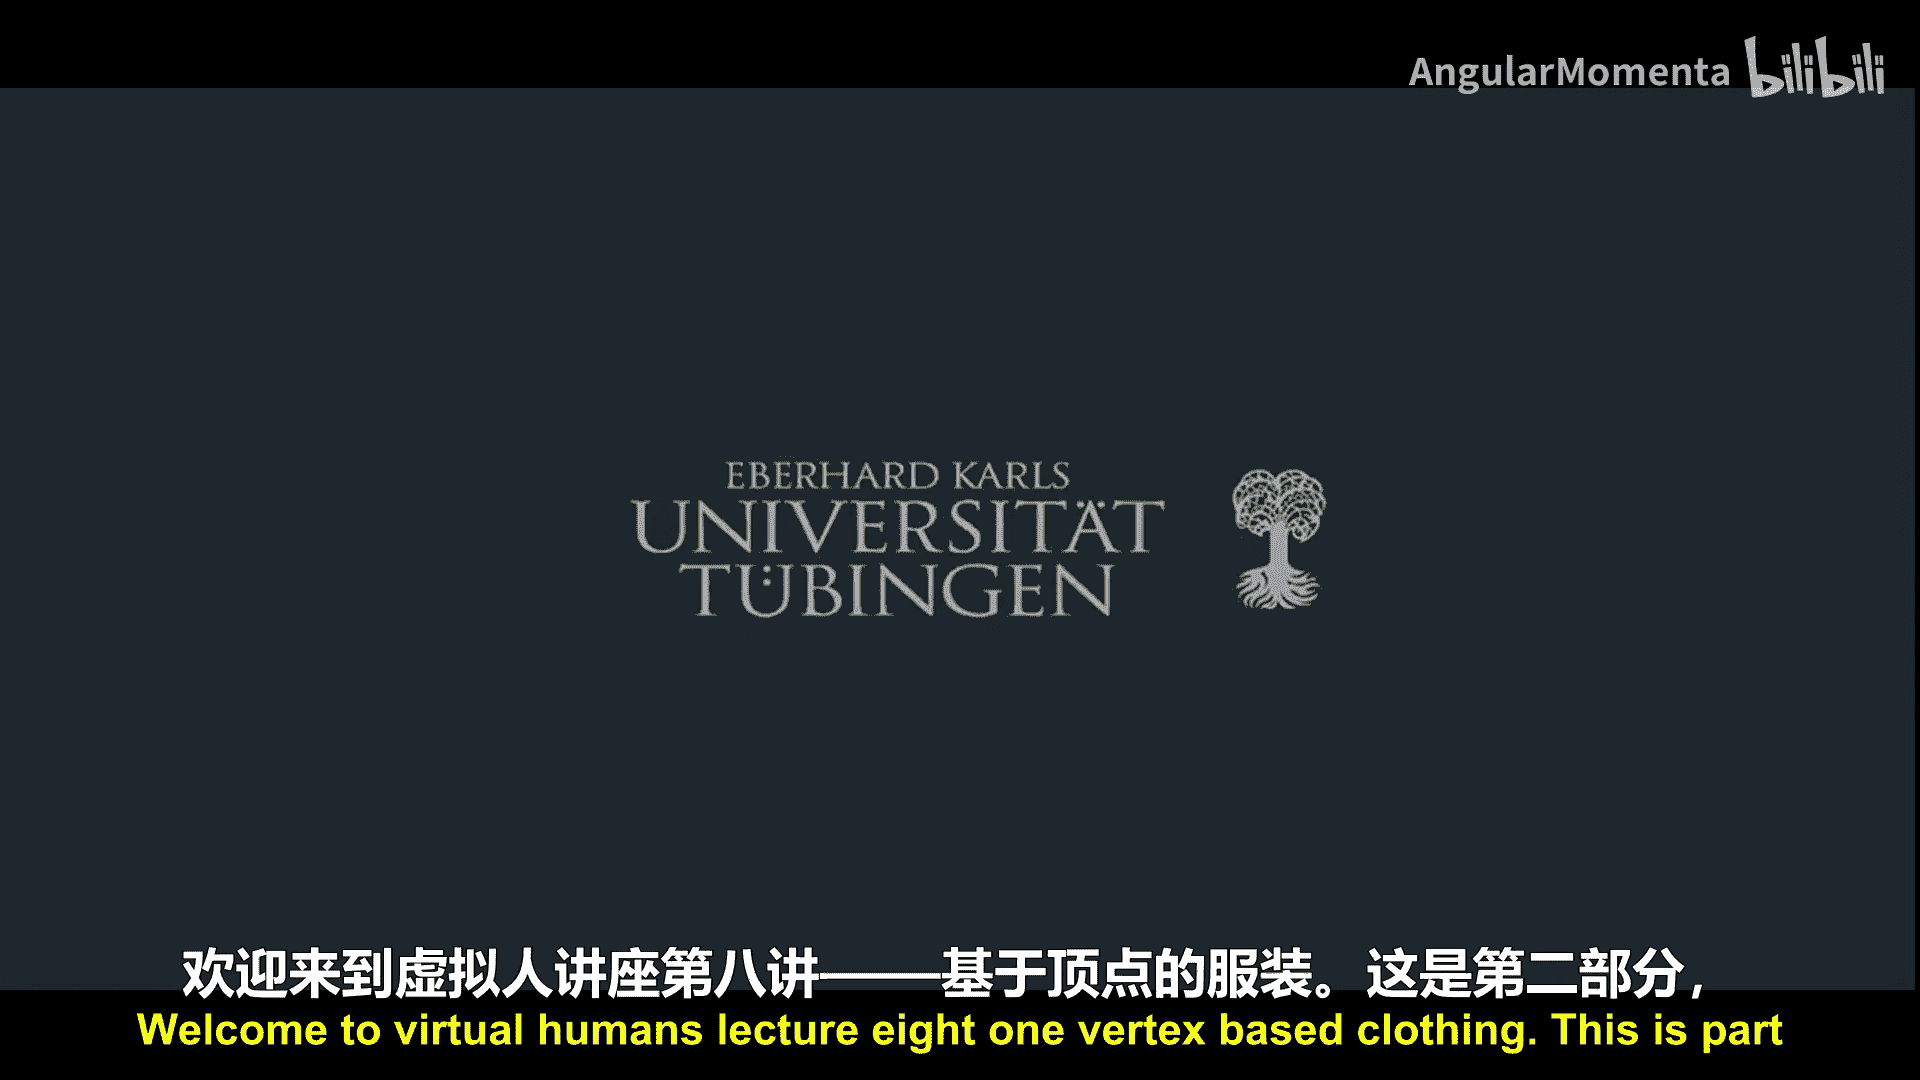 AngularMomenta bilibili
EBERHARD KARLS
UNIVERSITÄT
TÜBINGEN
欢迎来到虚拟人讲座第八讲——基于顶点的服装。这是第二部分，
Welcome to virtual humans lecture eight one vertex based clothing. This is part